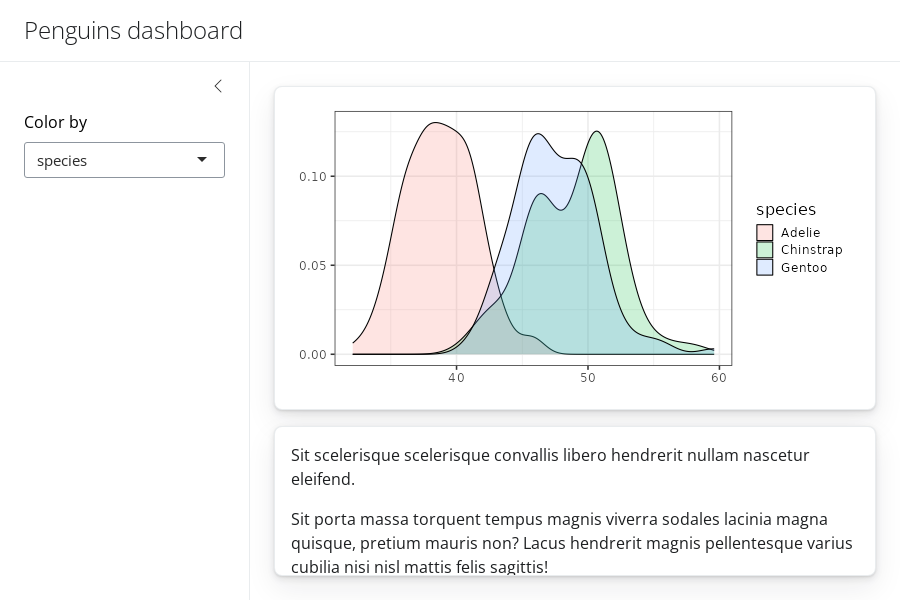 Penguins dashboard
Color by
species
0.10
0.05
0.00
40 50 60
species
Adelie
Chinstrap
Gentoo
Sit scelerisque scelerisque convallis libero hendrerit nullam nascetur
eleifend.
Sit porta massa torquent tempus magnis viverra sodales lacinia magna
quisque, pretium mauris non? Lacus hendrerit magnis pellentesque varius
cubilia nisi nisl mattis felis sagittis!